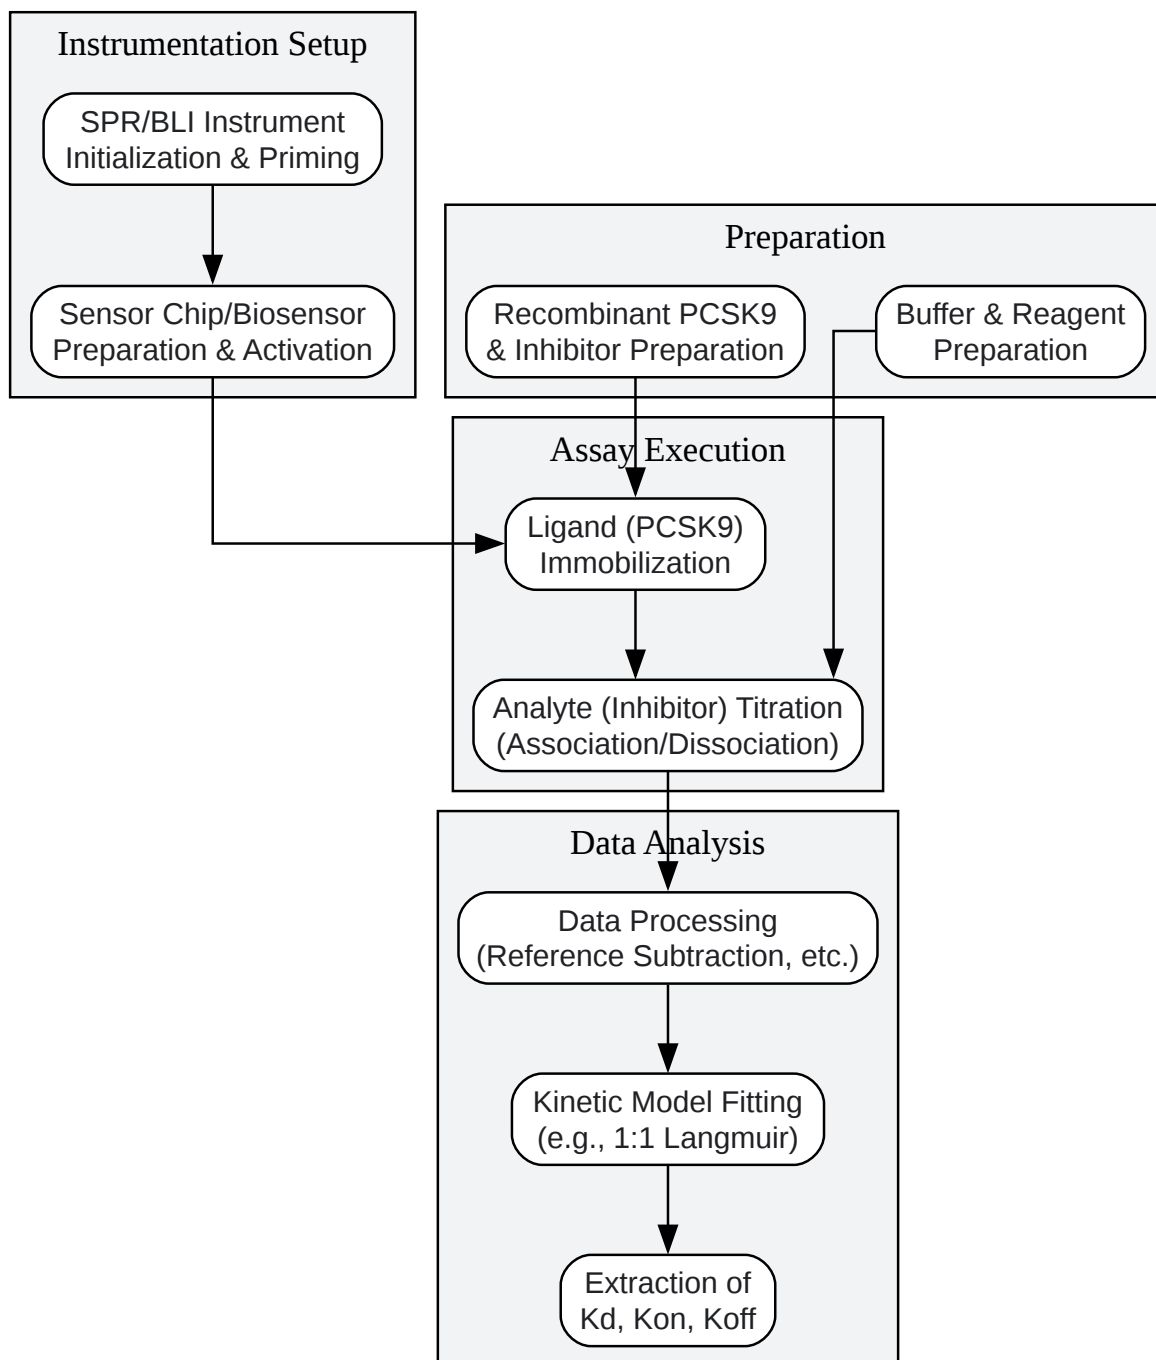 Instrumentation Setup
SPR/BLI Instrument
Initialization & Priming
Sensor Chip/Biosensor
Preparation & Activation
Preparation
Recombinant PCSK9
& Inhibitor Preparation
Buffer & Reagent
Preparation
Assay Execution
Ligand (PCSK9)
Immobilization
Analyte (Inhibitor) Titration
(Association/Dissociation)
Data Analysis
Data Processing
(Reference Subtraction, etc.)
Kinetic Model Fitting
(e.g., 1:1 Langmuir)
Extraction of
Kd, Kon, Koff